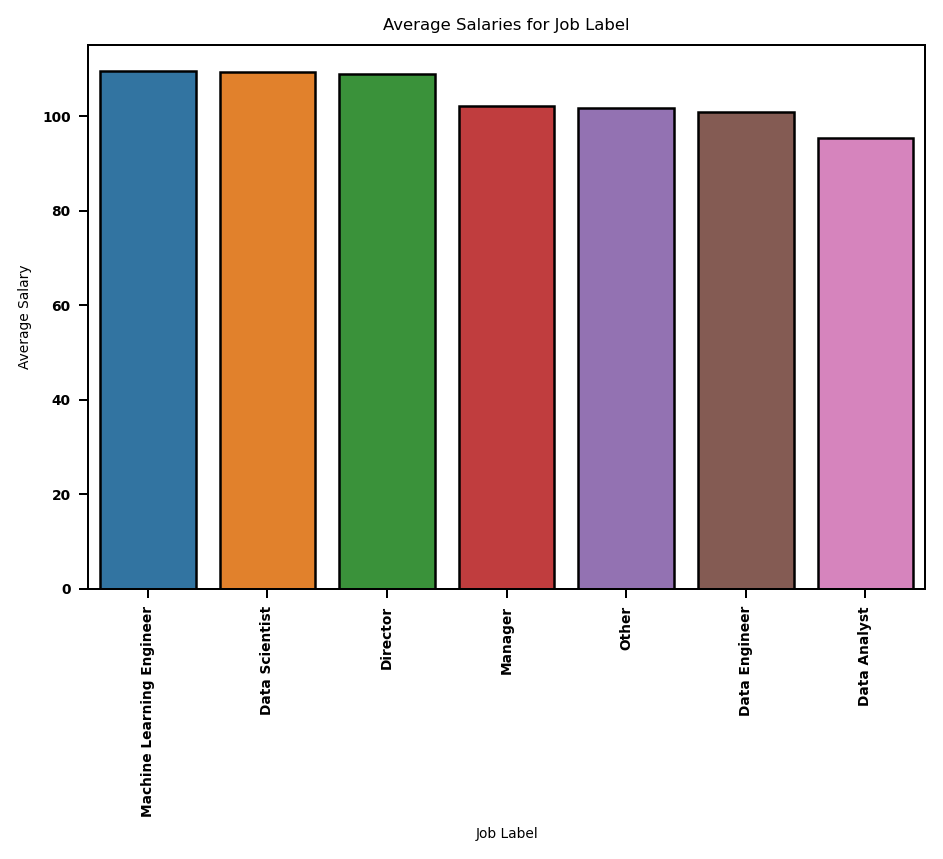 Average Salaries for Job Label
Average Salary
100
80
60
40
20
0
Machine Learning Engineer
Data Scientist
Director
Manager
Other
Data Engineer
Data Analyst
Job Label